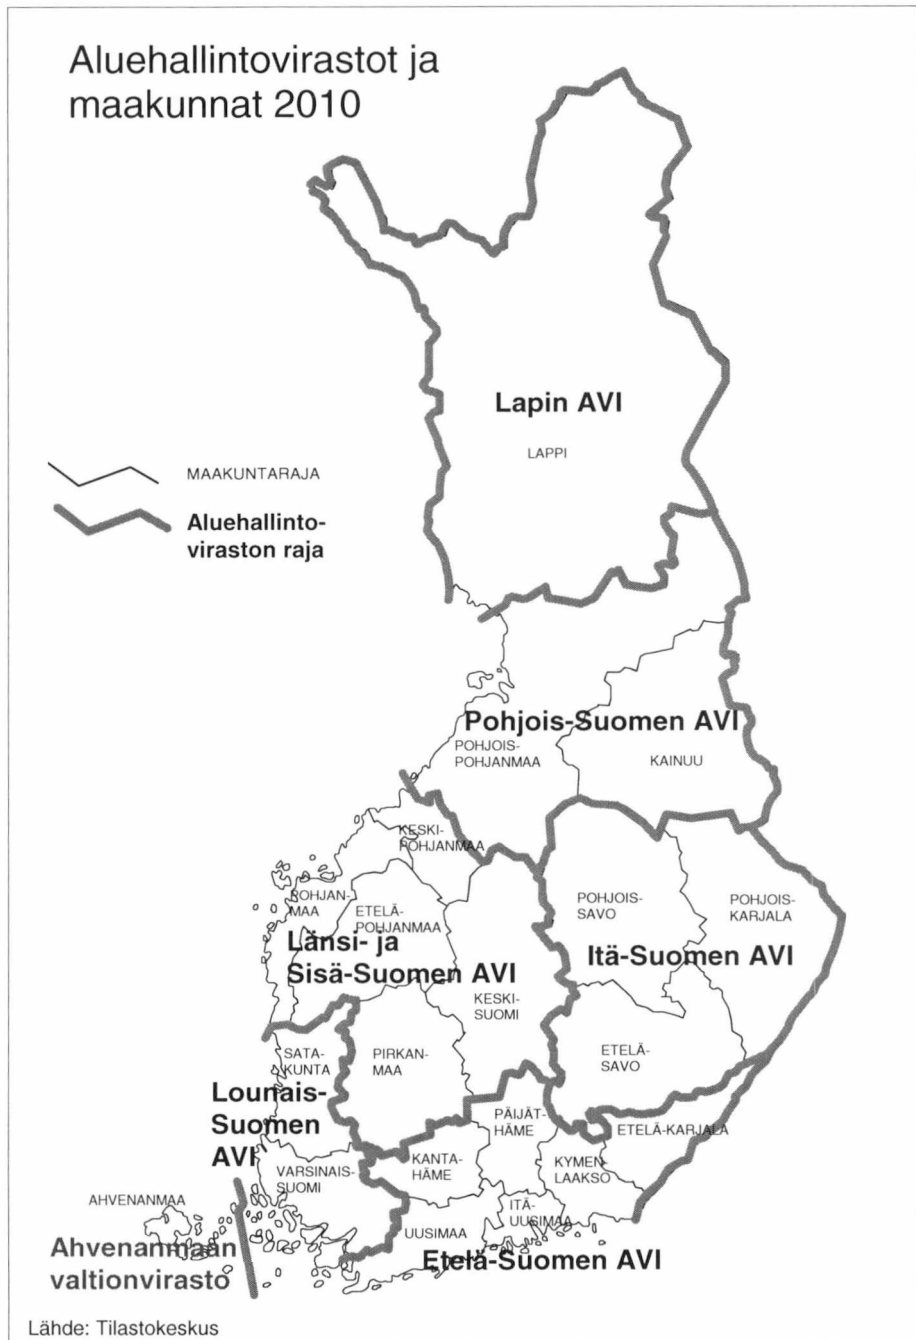 Aluehallintovirastot ja
maakunnat 2010
Lapin AVI
LAPPI
MAAKUNTARAJA
Aluehallinto-
viraston raja
Pohjois-Suomen AVI
POHJOIS-
POHJANMAA
KAINUU
KESKI-
POHJANMAA
POHJAN-
MAA
ETELÄ-
POHJANMAA
POHJOIS-
SAVO
POHJOIS-
KARJALA
Länsi- ja
Sisä-Suomen AVI
Itä-Suomen AVI
KESKI-
SUOMI
SATA-
KUNTA
PIRKAN-
MAA
ETELÄ-
SAVO
Lounais-
Suomen
AVI
PÄIJÄT-
HÄME
ETELÄ-KARJALA
KANTA-
HÄME
KYMEN-
LAAKSO
VARSINAIS-
SUOMI
AHVENANMAA
ITÄ-
UUSIMAA
UUSIMAA
Ahvenanmaan
valtionvirasto
Etelä-Suomen AVI
Lähde: Tilastokeskus